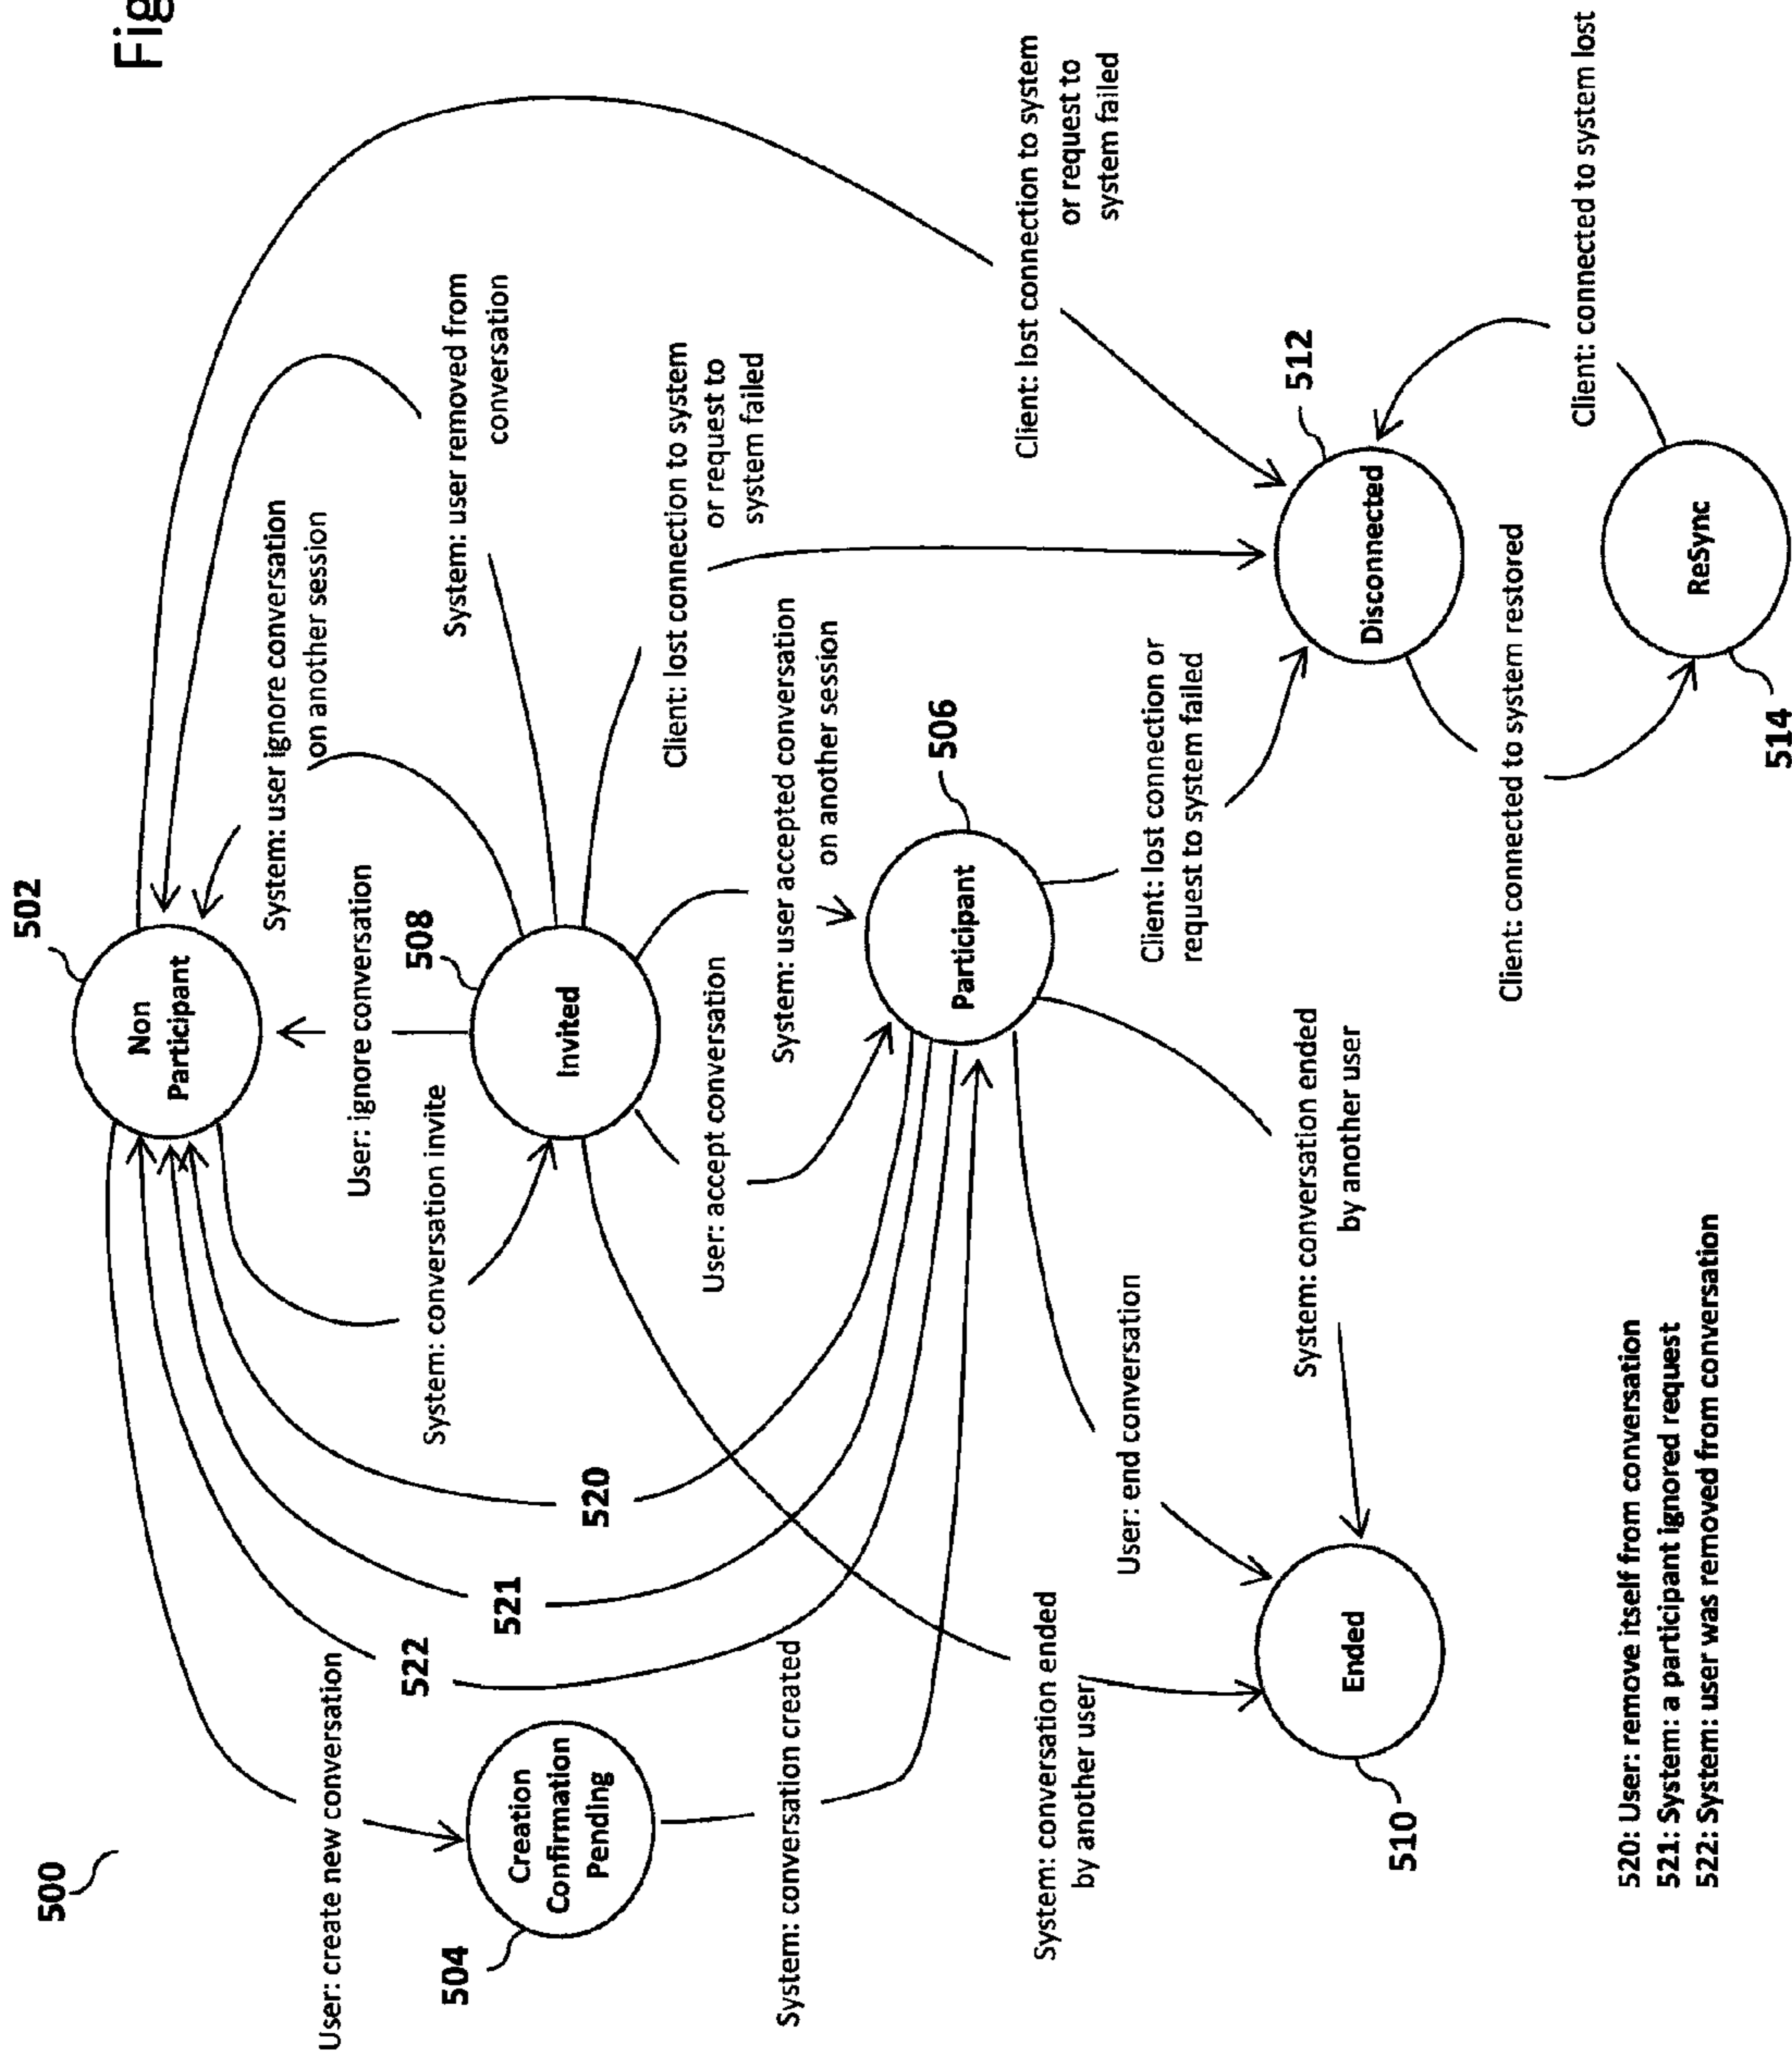 Fig
500
502
Non
Participant
User: create new conversation
522
521
520
System: conversation invite
User: ignore conversation
System: user ignore conversation
on another session
System: user removed from
conversation
504
Creation
Confirmation
Pending
508
Invited
System: conversation created
User: accept conversation
System: user accepted conversation
on another session
Client: lost connection to system
or request to
system failed
Client: lost connection to system
or request to
system failed
506
Participant
System: conversation ended
by another user
User: end conversation
System: conversation ended
by another user
Client: lost connection or
request to system failed
510
Ended
512
Disconnected
Client: connected to system restored
Client: connected to system lost
514
ReSync
520: User: remove itself from conversation
521: System: a participant ignored request
522: System: user was removed from conversation